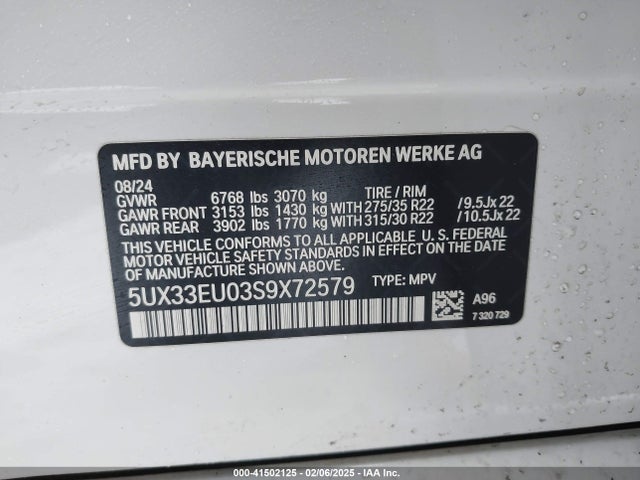 MFD BY BAYERISCHE MOTOREN WERKE AG
08/24
GVWR 6768 lbs 3070 kg TIRE / RIM
GAWR FRONT 3153 lbs 1430 kg WITH 275/35 R22 / 9.5Jx22
GAWR REAR 3902 lbs 1770 kg WITH 315/30 R22 / 10.5Jx22
THIS VEHICLE CONFORMS TO ALL APPLICABLE U.S. FEDERAL
MOTOR VEHICLE SAFETY STANDARDS IN EFFECT
ON THE DATE OF MANUFACTURE SHOWN ABOVE.
5UX33EU03S9X72579 TYPE: MPV
A96
7 320 729
000-41502125 - 02/06/2025 - IAA Inc.